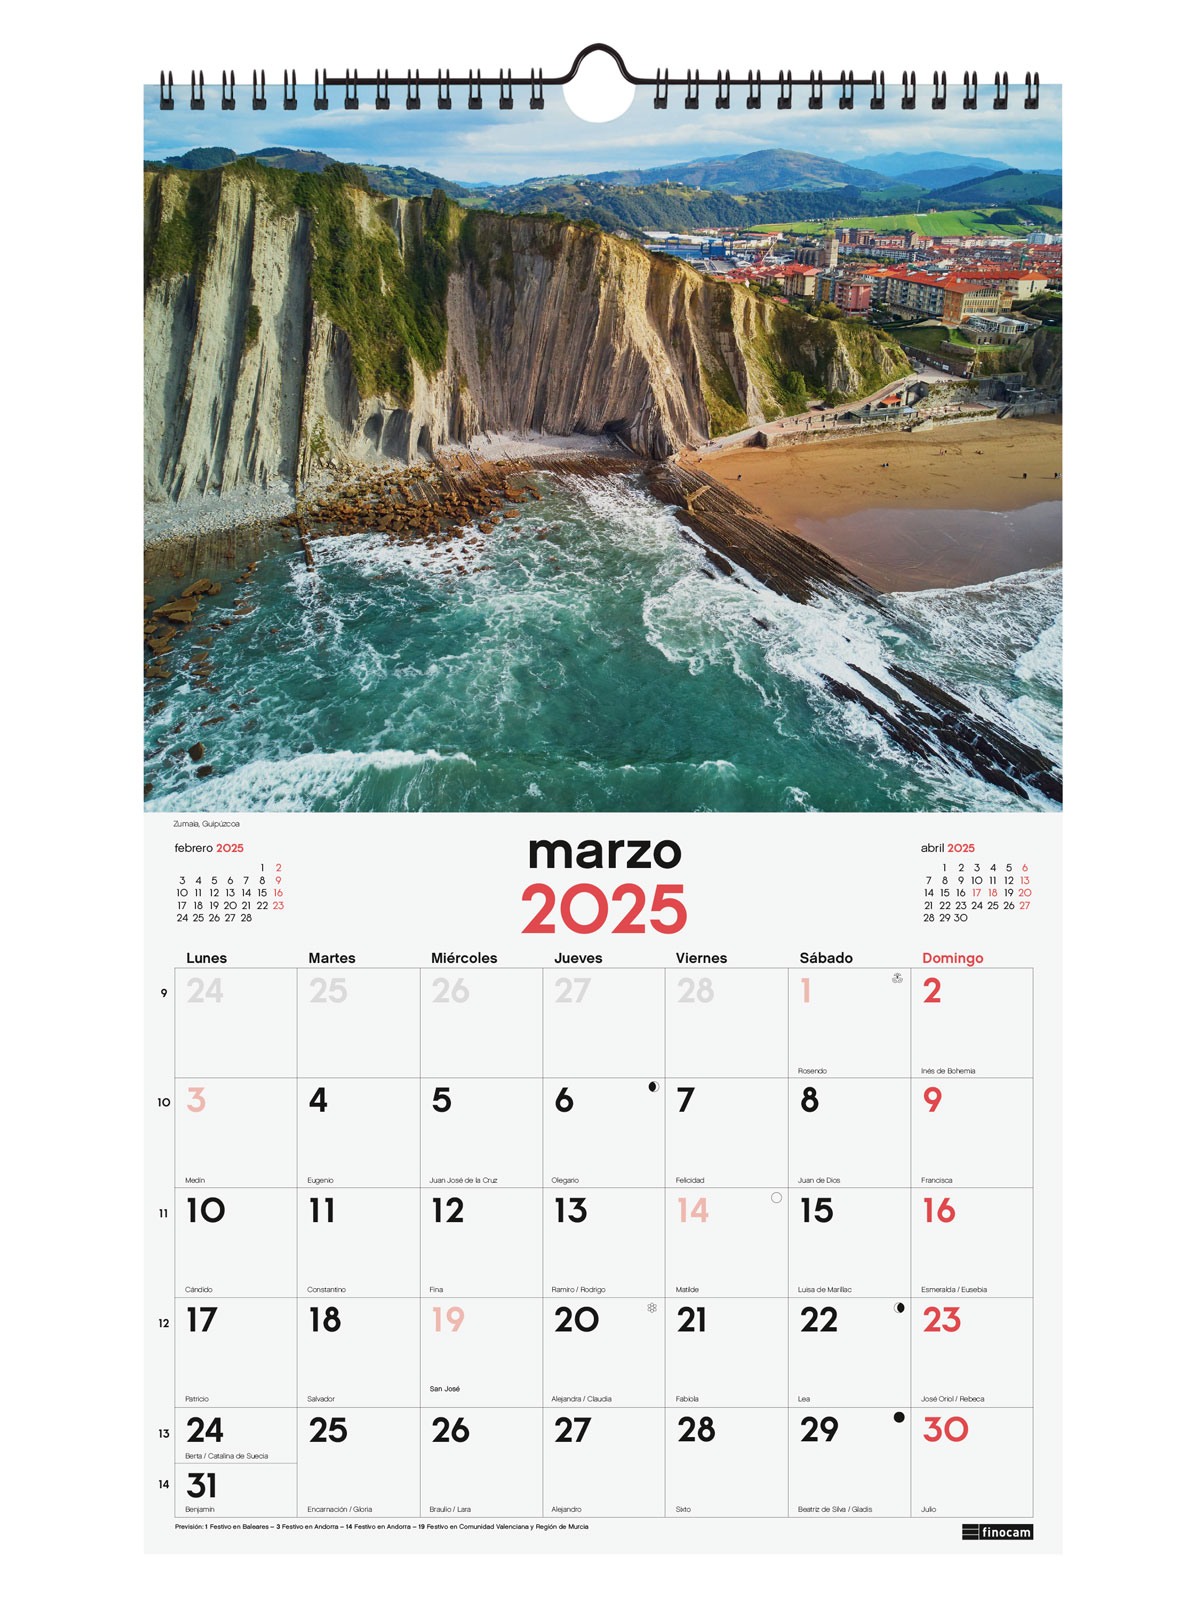 Zumaia, Guipúzcoa
febrero 2025
1 2
3 4 5 6 7 8 9
10 11 12 13 14 15 16
17 18 19 20 21 22 23
24 25 26 27 28
marzo
2025
abril 2025
1 2 3 4 5 6
7 8 9 10 11 12 13
14 15 16 17 18 19 20
21 22 23 24 25 26 27
28 29 30
Lunes Martes Miércoles Jueves Viernes Sábado Domingo
9 24 25 26 27 28 1 2
Rosendo Inés de Bohemia
10 3 4 5 6 7 8 9
Medín Eugenio Juan José de la Cruz Olegario Felicidad Juan de Dios Francisca
11 10 11 12 13 14 15 16
Cándido Constantino Fina Ramiro / Rodrigo Matilde Luisa de Marillac Esmeralda / Eusebia
12 17 18 19 20 21 22 23
San José
Patricio Salvador Alejandra / Claudia Fabiola Lea José Oriol / Rebeca
13 24 25 26 27 28 29 30
Berta / Catalina de Suecia
14 31
Benjamín Encarnación / Gloria Braulio / Lara Alejandro Sixto Beatriz de Silva / Gladis Julio
Previsión: 1 Festivo en Baleares – 3 Festivo en Andorra – 14 Festivo en Andorra – 19 Festivo en Comunidad Valenciana y Región de Murcia
finocam